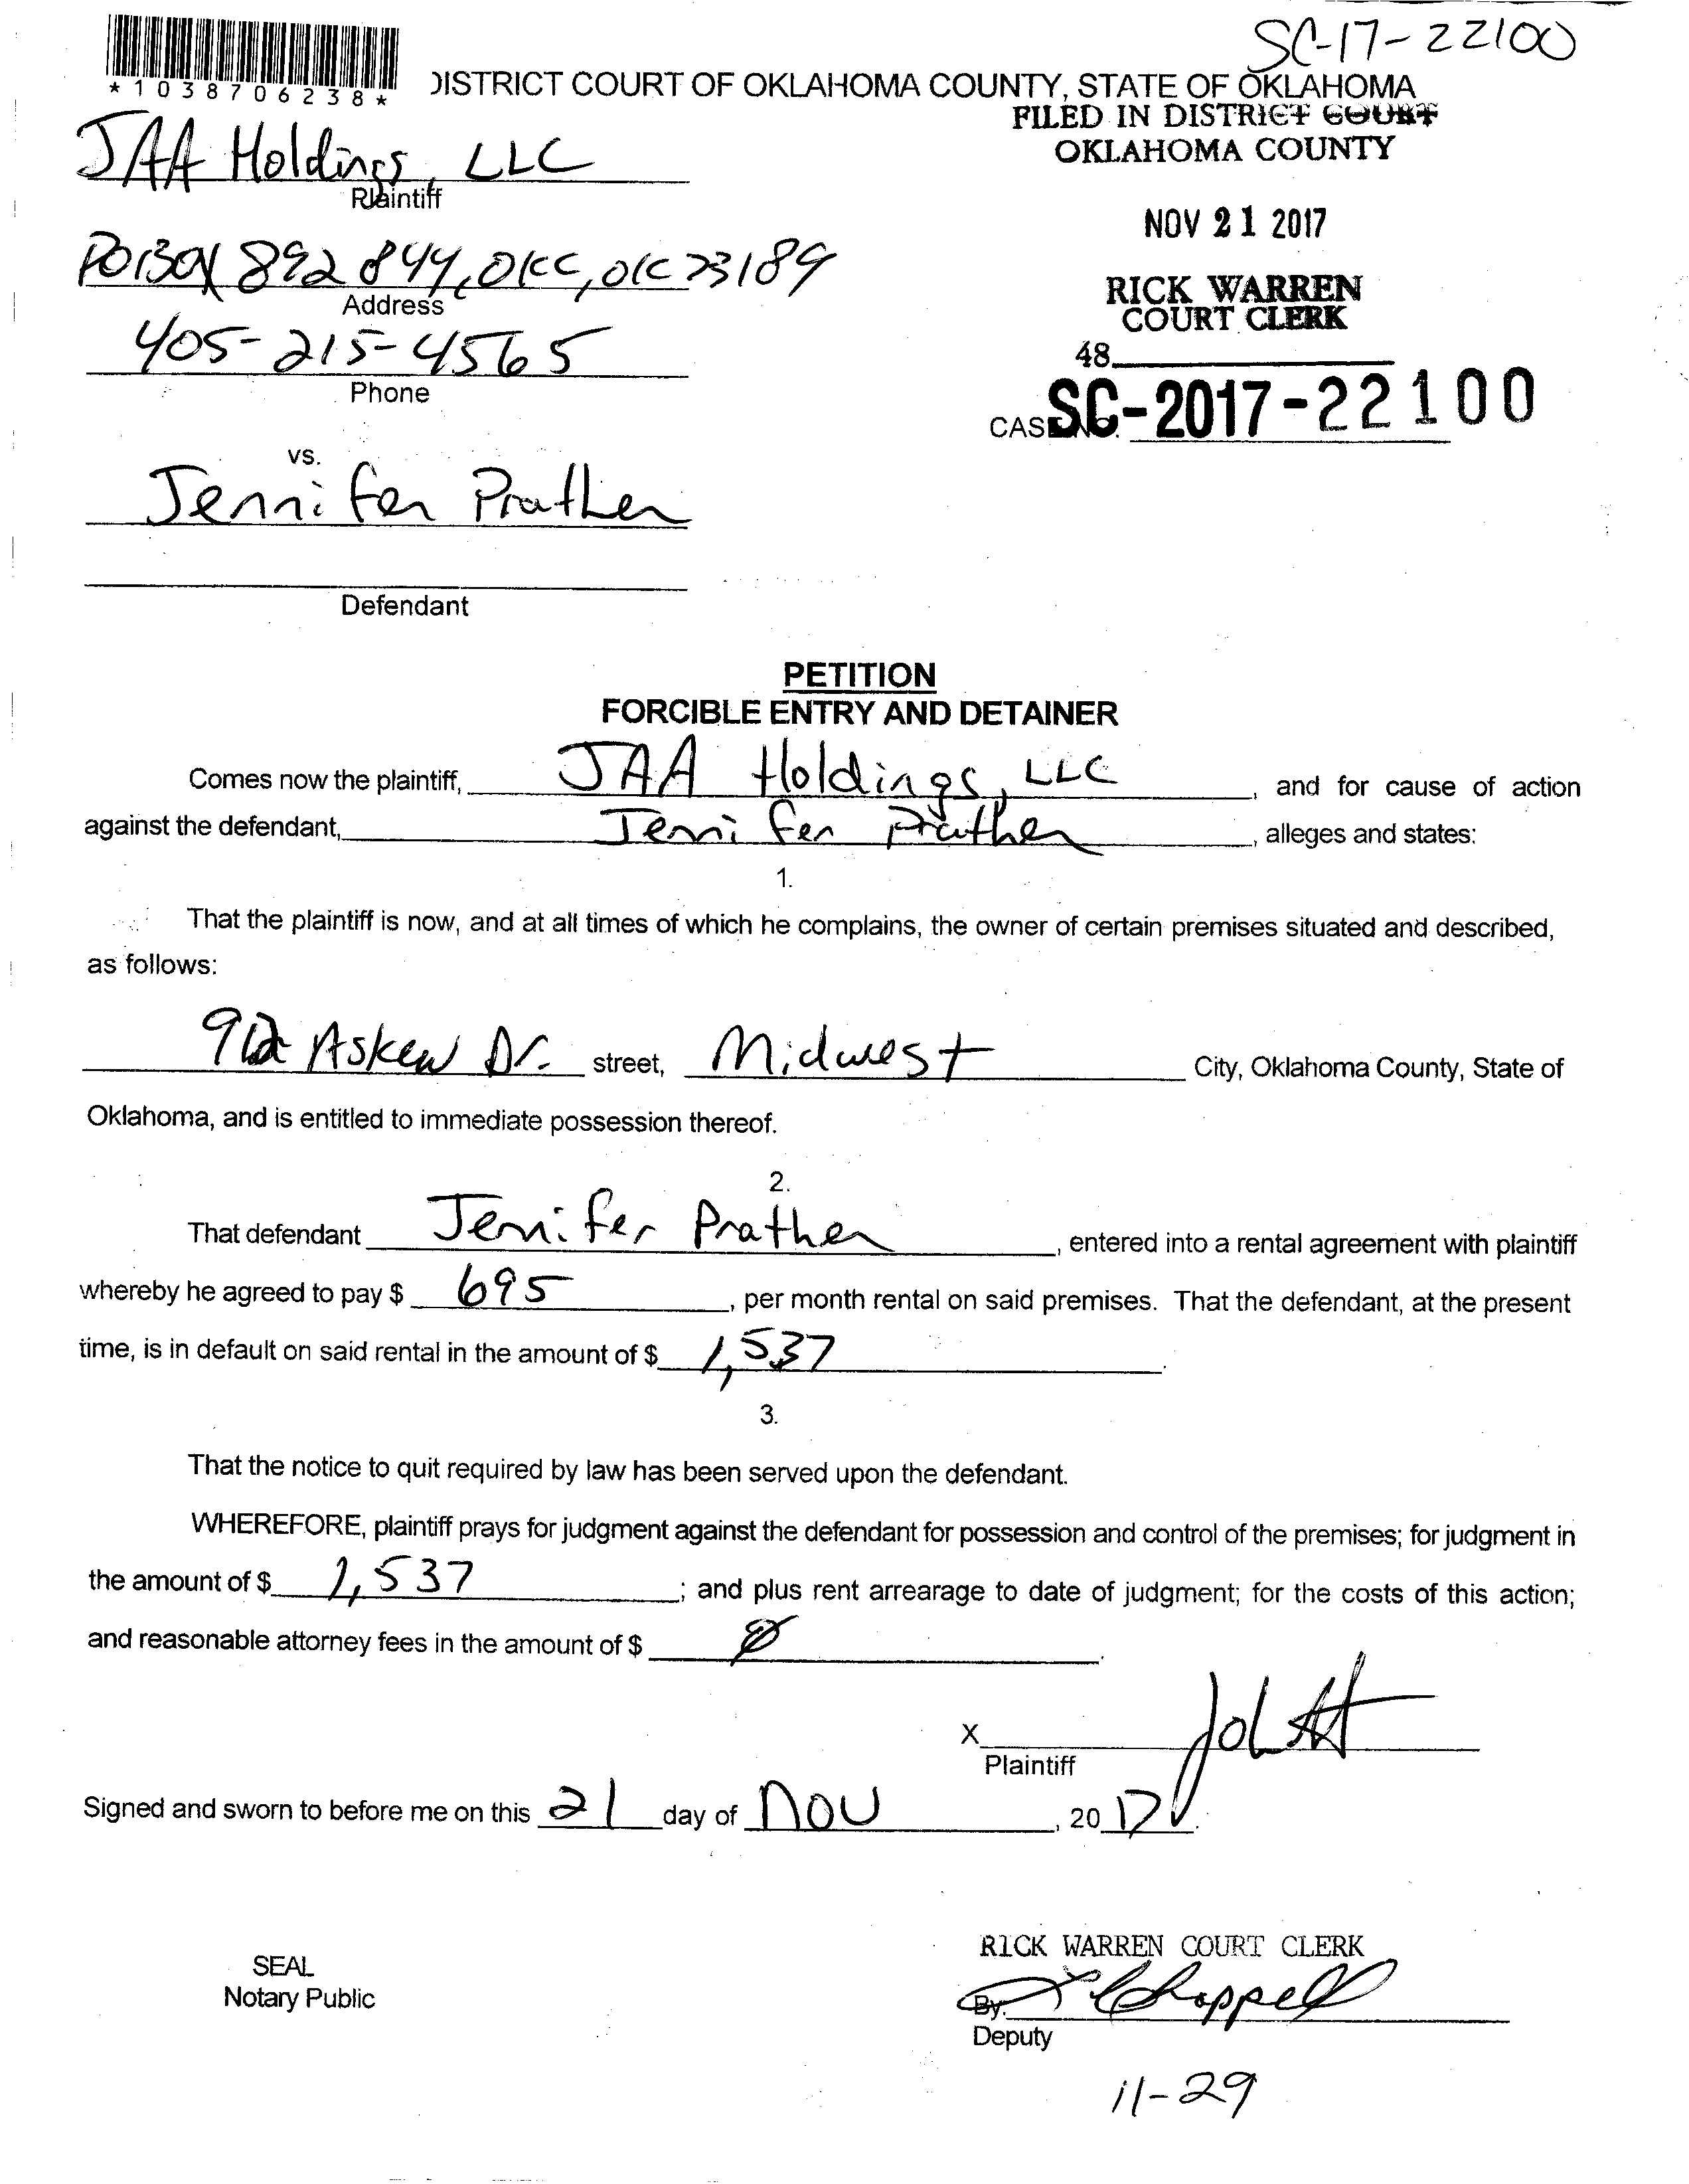 SC-17-22100
*1038706238*
DISTRICT COURT OF OKLAHOMA COUNTY, STATE OF OKLAHOMA
FILED IN DISTRICT COURT
OKLAHOMA COUNTY
JAA Holdings, LLC
Plaintiff
NOV 21 2017
PO Box 892844, OKC, OK 73189
Address
RICK WARREN
COURT CLERK
405-215-4565
Phone
48
CASE NO. SC-2017-22100
vs.
Jennifer Prather
Defendant
PETITION
FORCIBLE ENTRY AND DETAINER
Comes now the plaintiff, JAA Holdings, LLC, and for cause of action
against the defendant, Jennifer Prather, alleges and states:
1.
That the plaintiff is now, and at all times of which he complains, the owner of certain premises situated and described,
as follows:
912 Askew Dr. street, Midwest City, Oklahoma County, State of
Oklahoma, and is entitled to immediate possession thereof.
2.
That defendant Jennifer Prather, entered into a rental agreement with plaintiff
whereby he agreed to pay $ 695, per month rental on said premises. That the defendant, at the present
time, is in default on said rental in the amount of $ 1,537.
3.
That the notice to quit required by law has been served upon the defendant.
WHEREFORE, plaintiff prays for judgment against the defendant for possession and control of the premises; for judgment in
the amount of $ 1,537; and plus rent arrearage to date of judgment; for the costs of this action;
and reasonable attorney fees in the amount of $ Ø.
X
Plaintiff
Signed and sworn to before me on this 21 day of Nov, 2017.
RICK WARREN COURT CLERK
SEAL
Notary Public
By: Chappell
Deputy
11-29